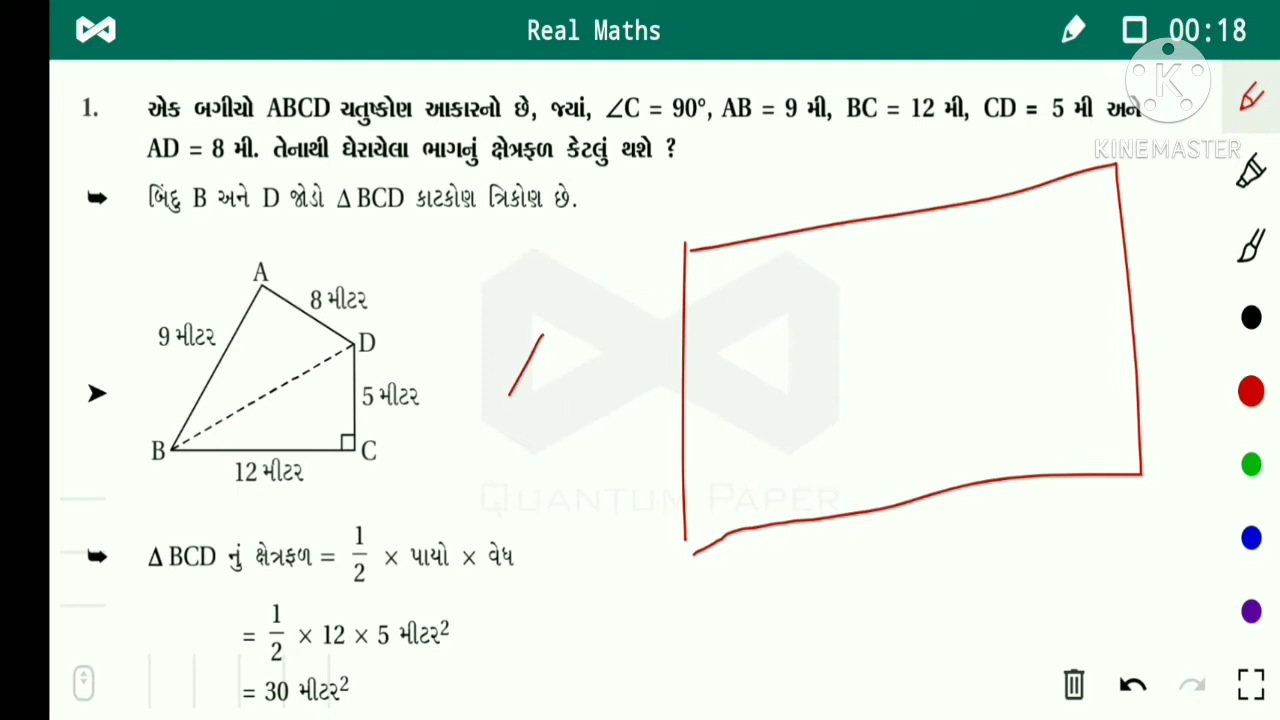 Real Maths
00:18
K
KINEMASTER
1. એક બગીચો ABCD ચતુષ્કોણ આકારનો છે, જ્યાં, ∠C = 90°, AB = 9 મી, BC = 12 મી, CD = 5 મી અને
AD = 8 મી. તેનાથી ઘેરાયેલા ભાગનું ક્ષેત્રફળ કેટલું થશે ?
➥ બિંદુ B અને D જોડો Δ BCD કાટકોણ ત્રિકોણ છે.
A
8 મીટર
9 મીટર
D
➤ 5 મીટર
B C
12 મીટર
QUANTUM PAPER
➥ Δ BCD નું ક્ષેત્રફળ = 1/2 × પાયો × વેધ
= 1/2 × 12 × 5 મીટર²
= 30 મીટર²